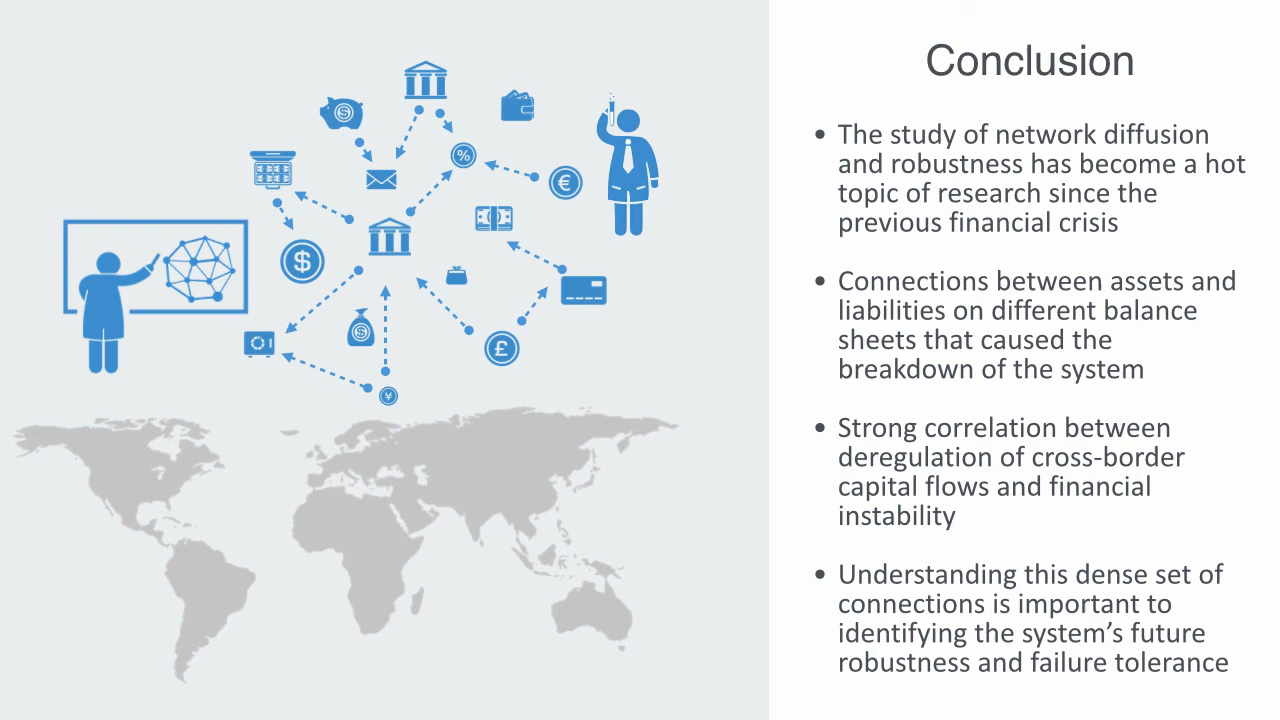 Conclusion
• The study of network diffusion
and robustness has become a hot
topic of research since the
previous financial crisis
• Connections between assets and
liabilities on different balance
sheets that caused the
breakdown of the system
• Strong correlation between
deregulation of cross-border
capital flows and financial
instability
• Understanding this dense set of
connections is important to
identifying the system’s future
robustness and failure tolerance
$
%
€
$
$
£
¥